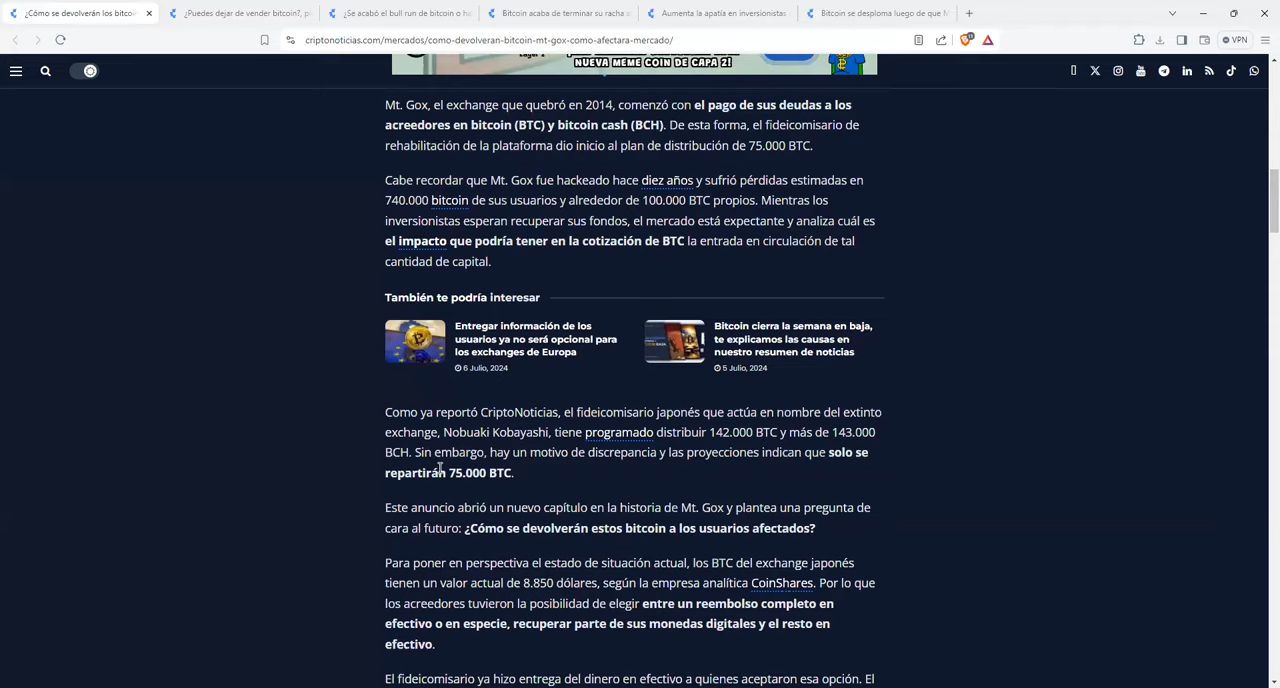 ¿Cómo se devolverán los bitcoin
¿Puedes dejar de vender bitcoin?, pi
¿Se acabó el bull run de bitcoin o ha
Bitcoin acaba de terminar su racha
Aumenta la apatía en inversionistas
Bitcoin se desploma luego de que M
criptonoticias.com/mercados/como-devolveran-bitcoin-mt-gox-como-afectara-mercado/
VPN
NUEVA MEME COIN DE CAPA 2!
Mt. Gox, el exchange que quebró en 2014, comenzó con el pago de sus deudas a los
acreedores en bitcoin (BTC) y bitcoin cash (BCH). De esta forma, el fideicomisario de
rehabilitación de la plataforma dio inicio al plan de distribución de 75.000 BTC.
Cabe recordar que Mt. Gox fue hackeado hace diez años y sufrió pérdidas estimadas en
740.000 bitcoin de sus usuarios y alrededor de 100.000 BTC propios. Mientras los
inversionistas esperan recuperar sus fondos, el mercado está expectante y analiza cuál es
el impacto que podría tener en la cotización de BTC la entrada en circulación de tal
cantidad de capital.
También te podría interesar
Entregar información de los
usuarios ya no será opcional para
los exchanges de Europa
6 Julio, 2024
Bitcoin cierra la semana en baja,
te explicamos las causas en
nuestro resumen de noticias
5 Julio, 2024
Como ya reportó CriptoNoticias, el fideicomisario japonés que actúa en nombre del extinto
exchange, Nobuaki Kobayashi, tiene programado distribuir 142.000 BTC y más de 143.000
BCH. Sin embargo, hay un motivo de discrepancia y las proyecciones indican que solo se
repartirán 75.000 BTC.
Este anuncio abrió un nuevo capítulo en la historia de Mt. Gox y plantea una pregunta de
cara al futuro: ¿Cómo se devolverán estos bitcoin a los usuarios afectados?
Para poner en perspectiva el estado de situación actual, los BTC del exchange japonés
tienen un valor actual de 8.850 dólares, según la empresa analítica CoinShares. Por lo que
los acreedores tuvieron la posibilidad de elegir entre un reembolso completo en
efectivo o en especie, recuperar parte de sus monedas digitales y el resto en
efectivo.
El fideicomisario ya hizo entrega del dinero en efectivo a quienes aceptaron esa opción. El